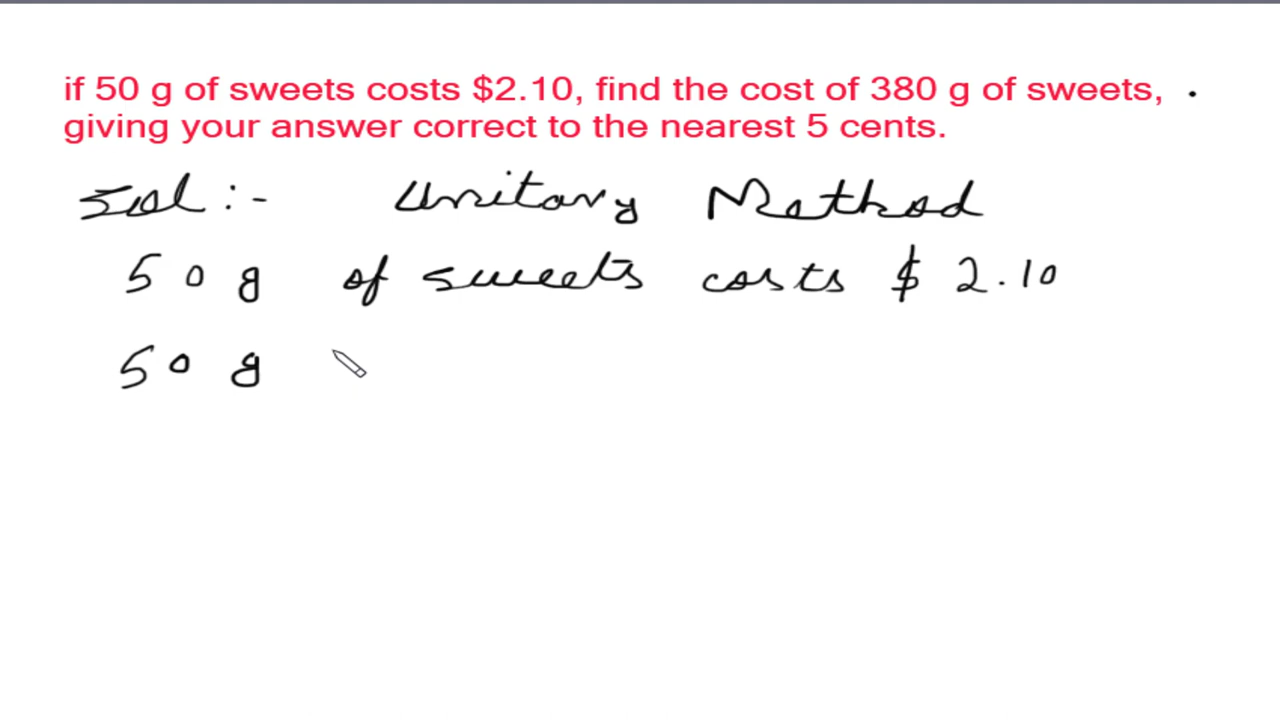 if 50 g of sweets costs $2.10, find the cost of 380 g of sweets, .
giving your answer correct to the nearest 5 cents.
Sol :- Unitary Method
50 g of sweets costs $ 2.10
50 g